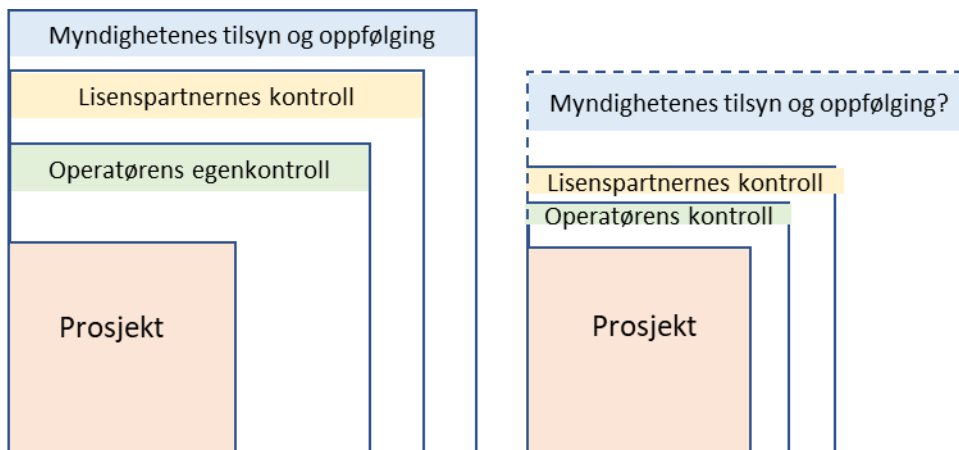 Myndighetenes tilsyn og oppfølging
Lisenspartnernes kontroll
Operatørens egenkontroll
Prosjekt
Myndighetenes tilsyn og oppfølging?
Lisenspartnernes kontroll
Operatørens kontroll
Prosjekt